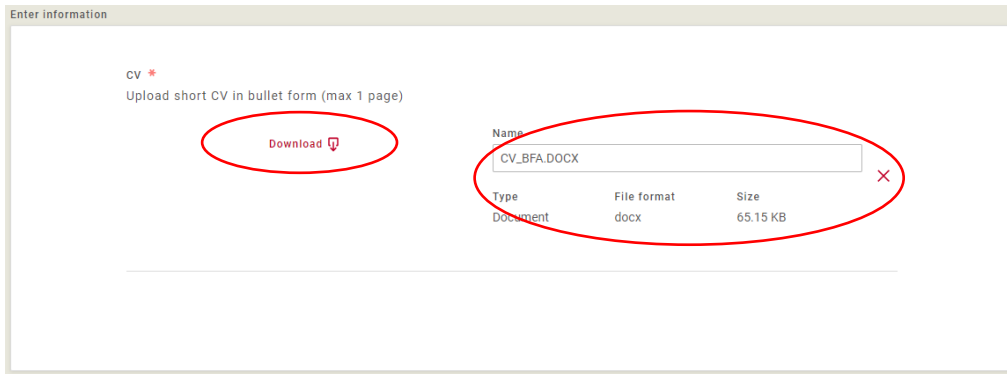 Enter information
CV *
Upload short CV in bullet form (max 1 page)
Download
Name
CV_BFA.DOCX
Type File format Size
Document docx 65.15 KB